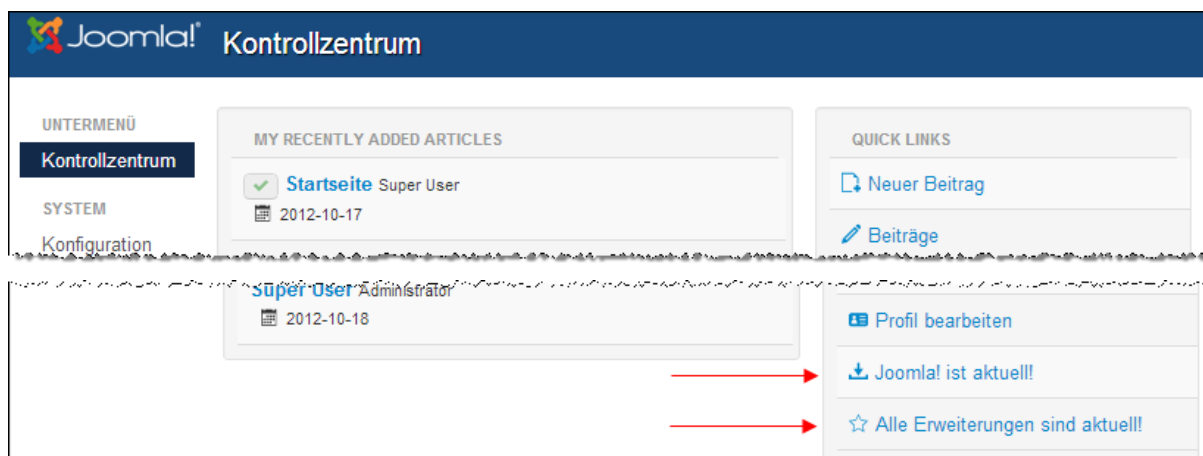 Joomla!® Kontrollzentrum
UNTERMENÜ
Kontrollzentrum
SYSTEM
Konfiguration
MY RECENTLY ADDED ARTICLES
Startseite Super User
2012-10-17
Super User Administrator
2012-10-18
QUICK LINKS
Neuer Beitrag
Beiträge
Profil bearbeiten
Joomla! ist aktuell!
Alle Erweiterungen sind aktuell!